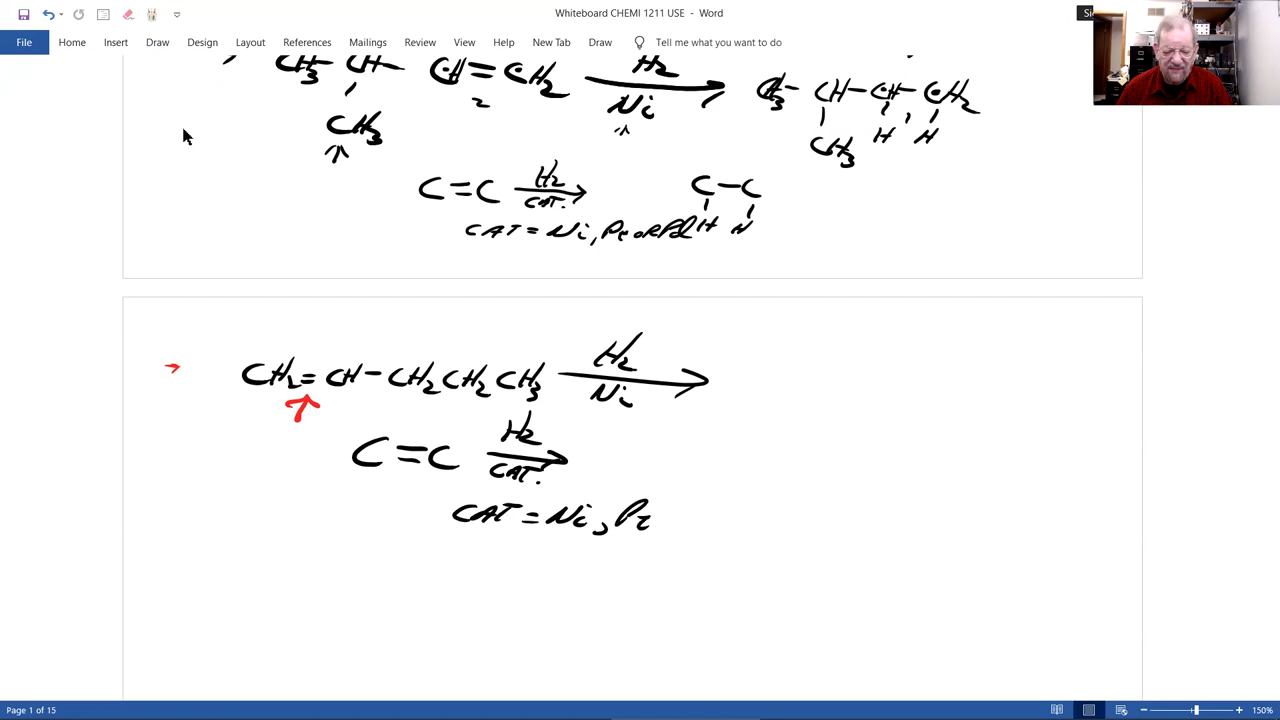 Whiteboard CHEMI 1211 USE - Word
File Home Insert Draw Design Layout References Mailings Review View Help New Tab Draw Tell me what you want to do
CH3- CH- CH=CH2 H2 CH3- CH-CH-CH2
2 Ni
CH3 CH3 H H
C=C H2 C-C
CAT.
CAT=Ni, Pt OR Pd H H
CH2=CH-CH2CH2CH3 H2
Ni
C=C H2
CAT.
CAT=Ni, Pt
Page 1 of 15 150%